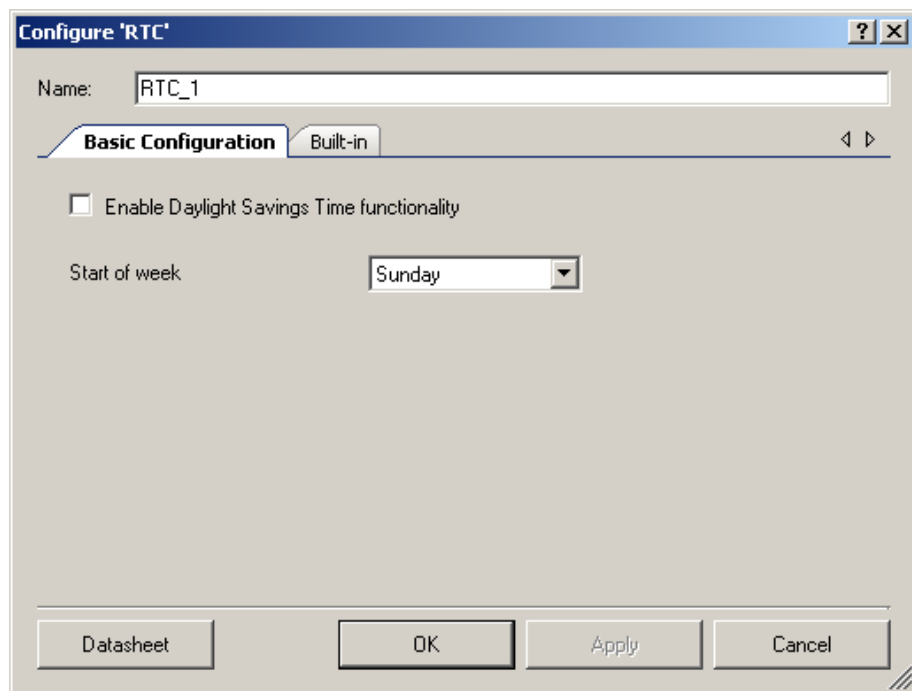 Configure 'RTC'
Name: RTC_1
Basic Configuration Built-in
Enable Daylight Savings Time functionality
Start of week Sunday
Datasheet OK Apply Cancel